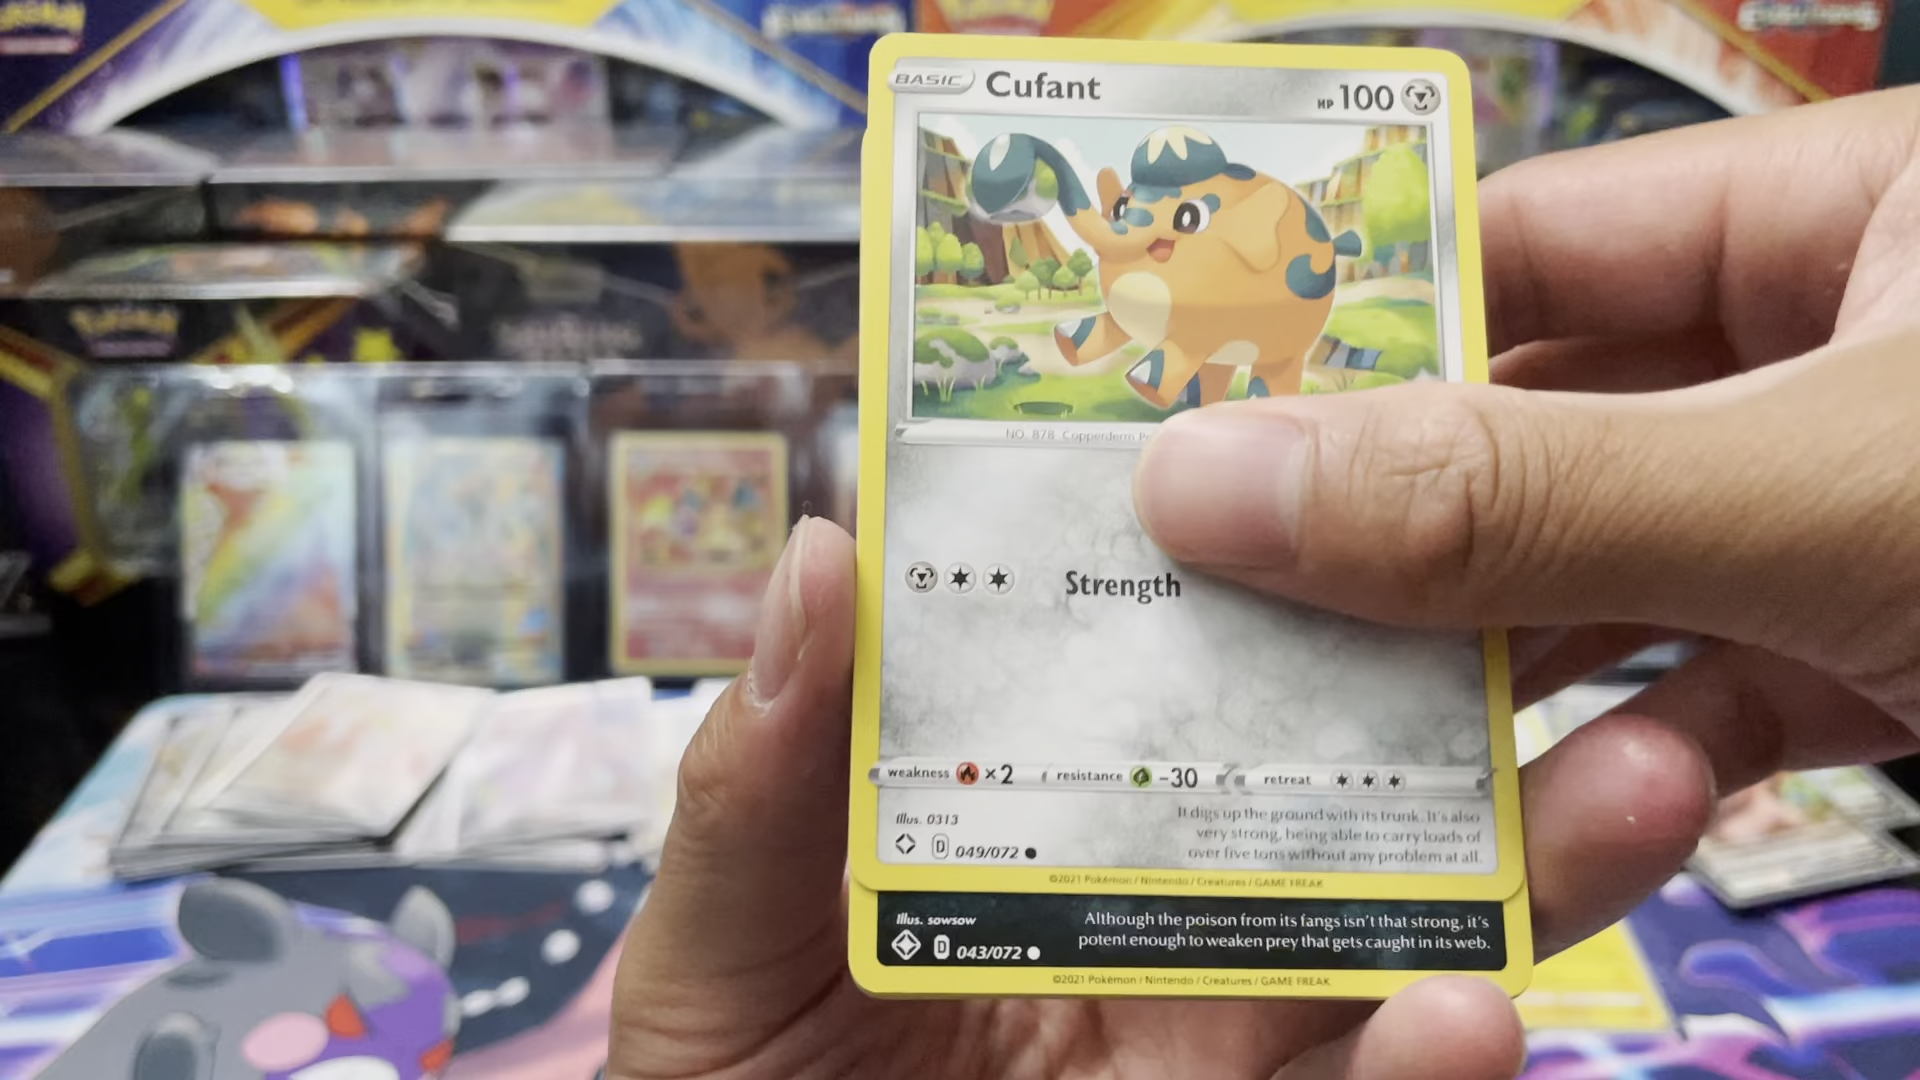 POKÉMON
BASIC Cufant HP 100
NO. 878 Copperderm
Strength
weakness ×2 resistance -30 retreat
Illus. 0313
D 049/072
It digs up the ground with its trunk. It's also
very strong, being able to carry loads of
over five tons without any problem at all.
©2021 Pokémon / Nintendo / Creatures / GAME FREAK
Illus. sowsow
D 043/072
Although the poison from its fangs isn't that strong, it's
potent enough to weaken prey that gets caught in its web.
©2021 Pokémon / Nintendo / Creatures / GAME FREAK